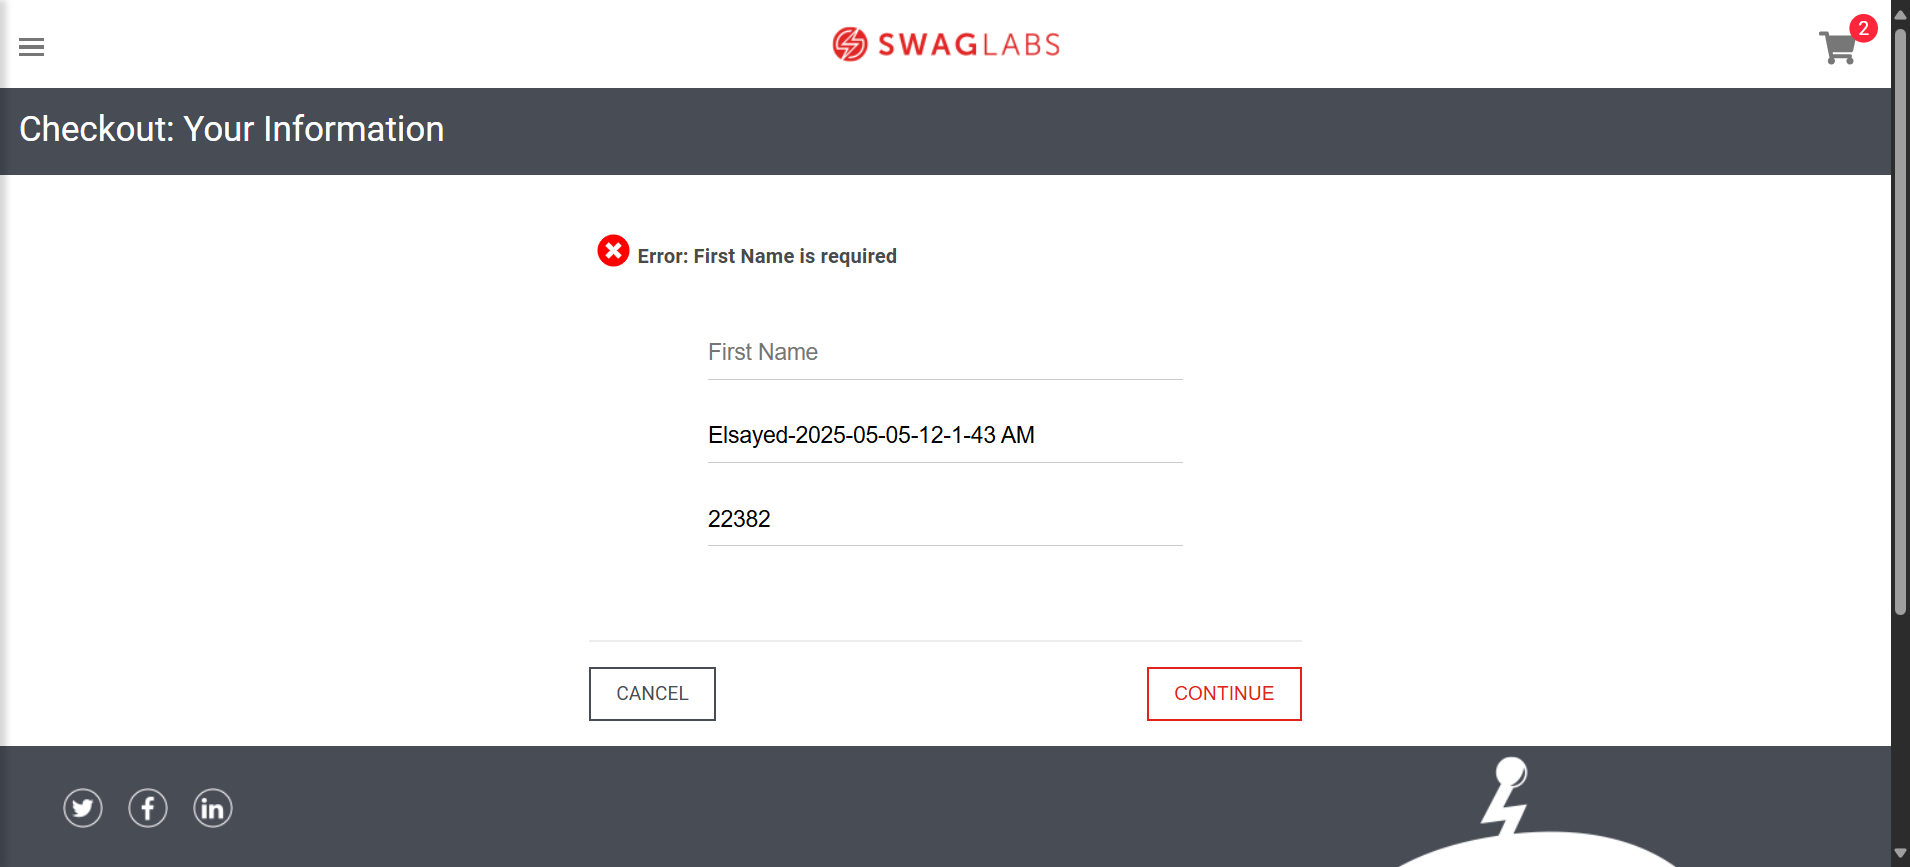 SWAGLABS
2
Checkout: Your Information
Error: First Name is required
First Name
Elsayed-2025-05-05-12-1-43 AM
22382
CANCEL
CONTINUE